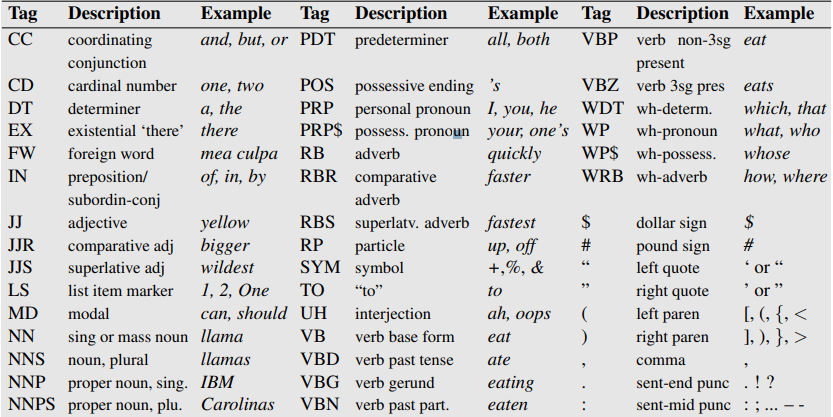 Tag Description Example Tag Description Example Tag Description Example
CC coordinating conjunction and, but, or PDT predeterminer all, both VBP verb non-3sg present eat
CD cardinal number one, two POS possessive ending 's VBZ verb 3sg pres eats
DT determiner a, the PRP personal pronoun I, you, he WDT wh-determ. which, that
EX existential ‘there’ there PRP$ possess. pronoun your, one's WP wh-pronoun what, who
FW foreign word mea culpa RB adverb quickly WP$ wh-possess. whose
IN preposition/ subordin-conj of, in, by RBR comparative adverb faster WRB wh-adverb how, where
JJ adjective yellow RBS superlatv. adverb fastest $ dollar sign $
JJR comparative adj bigger RP particle up, off # pound sign #
JJS superlative adj wildest SYM symbol +,%, & “ left quote ‘ or “
LS list item marker 1, 2, One TO “to” to ” right quote ’ or ”
MD modal can, should UH interjection ah, oops ( left paren [, (, {, <
NN sing or mass noun llama VB verb base form eat ) right paren ], ), }, >
NNS noun, plural llamas VBD verb past tense ate , comma ,
NNP proper noun, sing. IBM VBG verb gerund eating . sent-end punc . ! ?
NNPS proper noun, plu. Carolinas VBN verb past part. eaten : sent-mid punc : ; ... – -